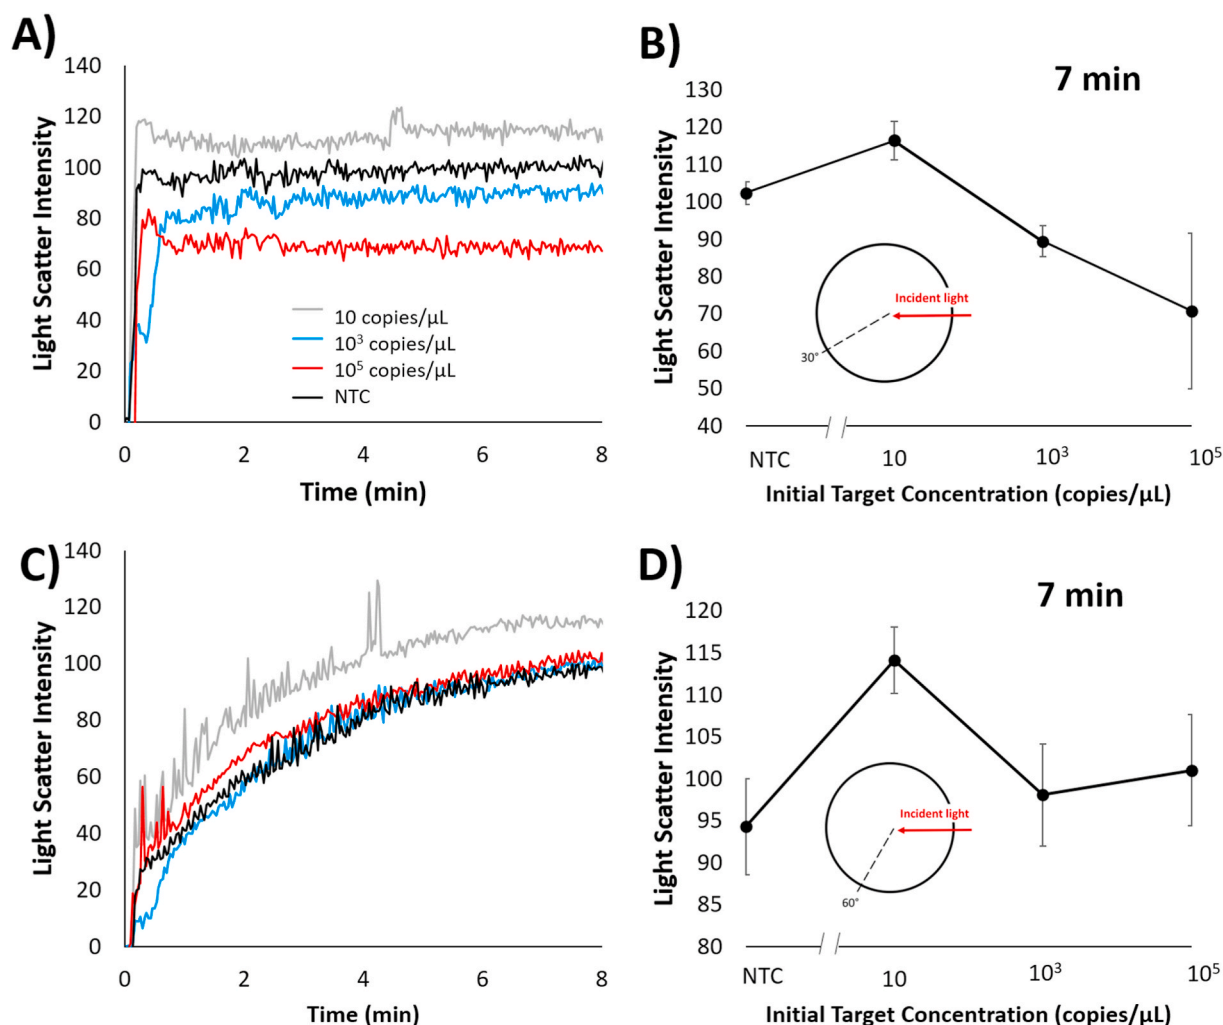 A)
140
120
100
80
60
40
20
0
Light Scatter Intensity
10 copies/µL
10³ copies/µL
10⁵ copies/µL
NTC
0 2 4 6 8
Time (min)
B)
7 min
130
120
110
100
90
80
70
60
50
40
Light Scatter Intensity
Incident light
30°
NTC 10 10³ 10⁵
Initial Target Concentration (copies/µL)
C)
140
120
100
80
60
40
20
0
Light Scatter Intensity
0 2 4 6 8
Time (min)
D)
7 min
120
115
110
105
100
95
90
85
80
Light Scatter Intensity
Incident light
60°
NTC 10 10³ 10⁵
Initial Target Concentration (copies/µL)